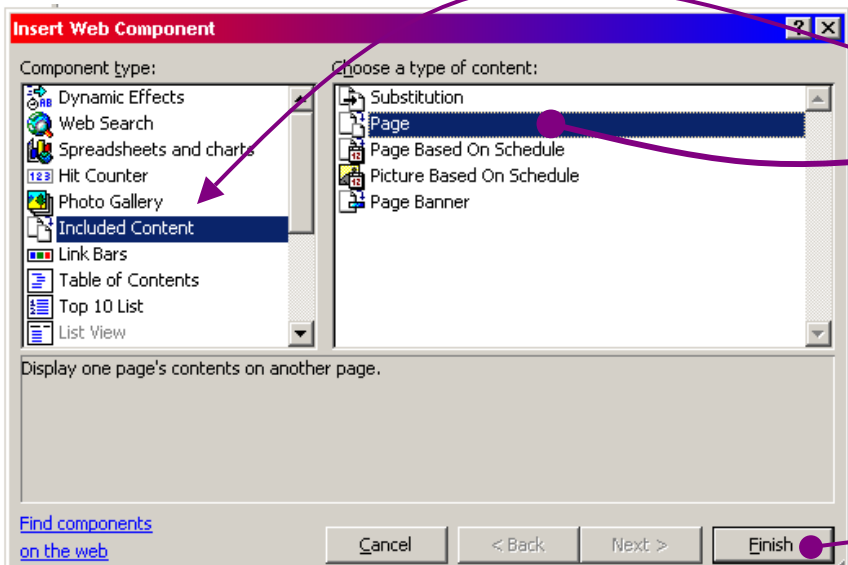 Insert Web Component
Component type:
Dynamic Effects
Web Search
Spreadsheets and charts
Hit Counter
Photo Gallery
Included Content
Link Bars
Table of Contents
Top 10 List
List View
Choose a type of content:
Substitution
Page
Page Based On Schedule
Picture Based On Schedule
Page Banner
Display one page's contents on another page.
Find components
on the web
Cancel
< Back
Next >
Finish